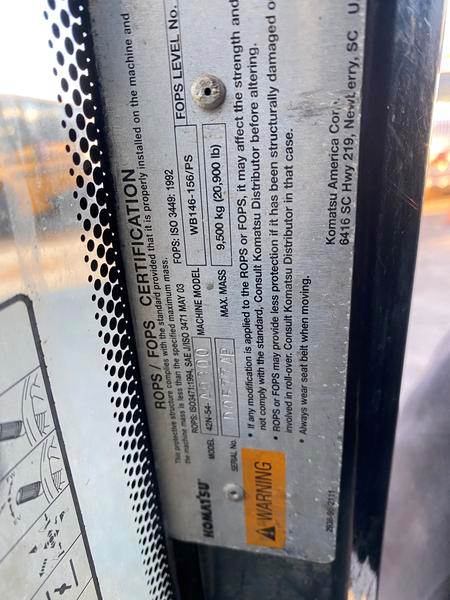 ROPS / FOPS CERTIFICATION
This protective structure complies with the standard provided that it is properly installed on the machine and
the machine mass is less than the specified maximum mass.
ROPS: ISO3471:1994, SAE J/ISO 3471 MAY 03 FOPS: ISO 3449: 1992 FOPS LEVEL No.
KOMATSU
MODEL 42N-54- MACHINE MODEL WB146-156/PS
SERIAL No. MAX. MASS 9,500 kg (20,900 lb)
WARNING
• If any modification is applied to the ROPS or FOPS, it may affect the strength and
not comply with the standard, Consult Komatsu Distributor before altering.
• ROPS or FOPS may provide less protection if it has been structurally damaged o
involved in roll-over. Consult Komatsu Distributor in that case.
• Always wear seat belt when moving.
Komatsu America Corp.
6416 SC Hwy 219, Newberry, SC U.